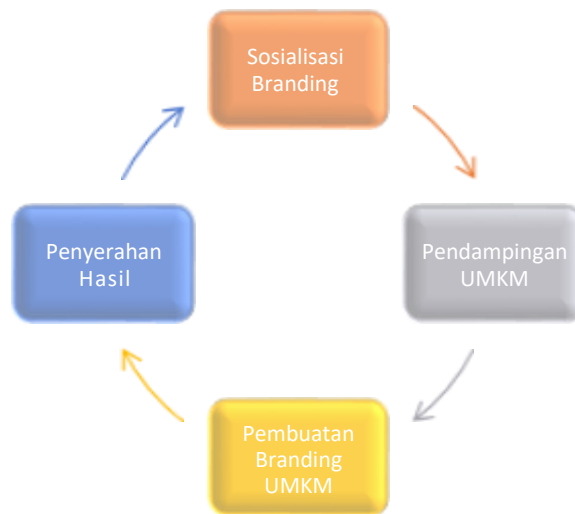 Sosialisasi
Branding
Pendampingan
UMKM
Pembuatan
Branding
UMKM
Penyerahan
Hasil